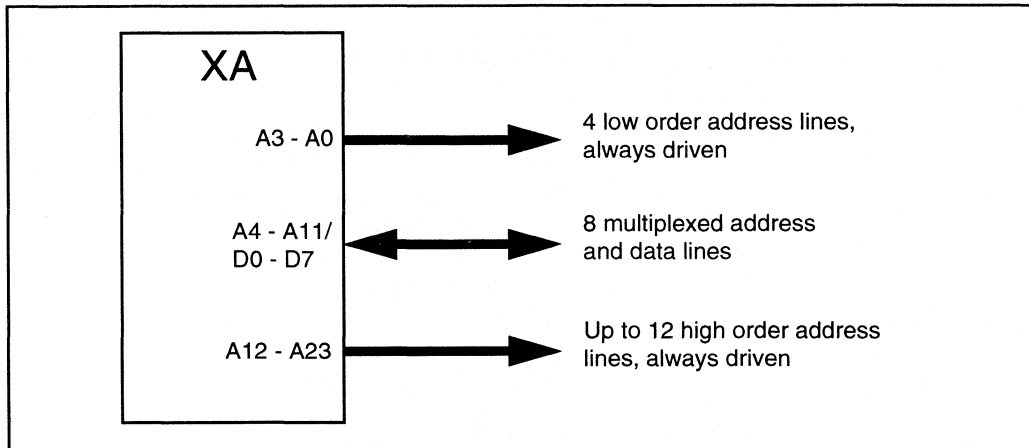 XA
A3 - A0
4 low order address lines,
always driven
A4 - A11/
D0 - D7
8 multiplexed address
and data lines
A12 - A23
Up to 12 high order address
lines, always driven